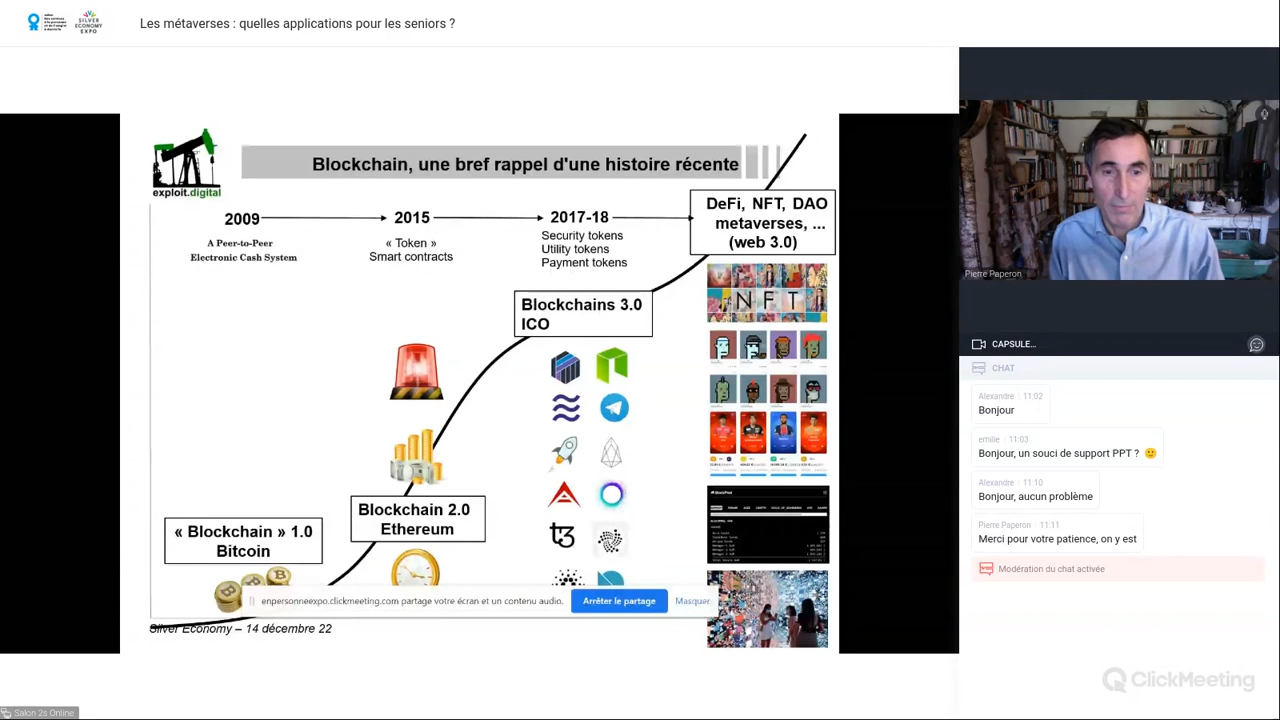 SILVER
ECONOMY
EXPO
Les métaverses : quelles applications pour les seniors ?
exploit.digital
Blockchain, une bref rappel d'une histoire récente
2009
2015
2017-18
DeFi, NFT, DAO
metaverses, ...
(web 3.0)
A Peer-to-Peer
Electronic Cash System
« Token »
Smart contracts
Security tokens
Utility tokens
Payment tokens
NFT
Blockchains 3.0
ICO
Blockchain 2.0
Ethereum
« Blockchain » 1.0
Bitcoin
enpersonneexpo.clickmeeting.com partage votre écran et un contenu audio.
Arrêter le partage
Masquer
Silver Economy – 14 décembre 22
Salon 2s Online
Pierre Paperon
CAPSULE...
CHAT
Alexandre 11:02
Bonjour
emilie 11:03
Bonjour, un souci de support PPT ? 🙂
Alexandre 11:10
Bonjour, aucun problème
Pierre Paperon 11:11
Merci pour votre patience, on y est
Modération du chat activée
ClickMeeting